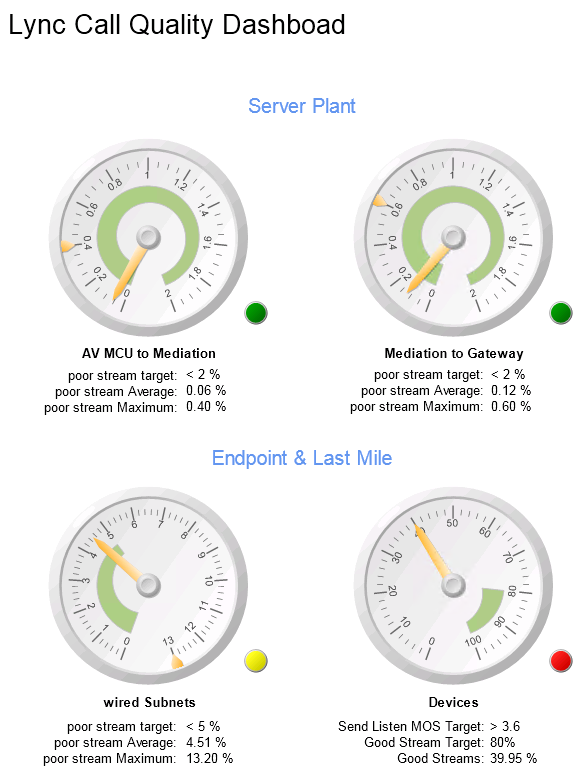 Lync Call Quality Dashboad
Server Plant
0 0.2 0.4 0.6 0.8 1 1.2 1.4 1.6 1.8 2
0 0.2 0.4 0.6 0.8 1 1.2 1.4 1.6 1.8 2
AV MCU to Mediation
poor stream target: < 2 %
poor stream Average: 0.06 %
poor stream Maximum: 0.40 %
Mediation to Gateway
poor stream target: < 2 %
poor stream Average: 0.12 %
poor stream Maximum: 0.60 %
Endpoint & Last Mile
0 1 2 3 4 5 6 7 8 9 10 11 12 13
0 10 20 30 40 50 60 70 80 90 100
wired Subnets
poor stream target: < 5 %
poor stream Average: 4.51 %
poor stream Maximum: 13.20 %
Devices
Send Listen MOS Target: > 3.6
Good Stream Target: 80%
Good Streams: 39.95 %